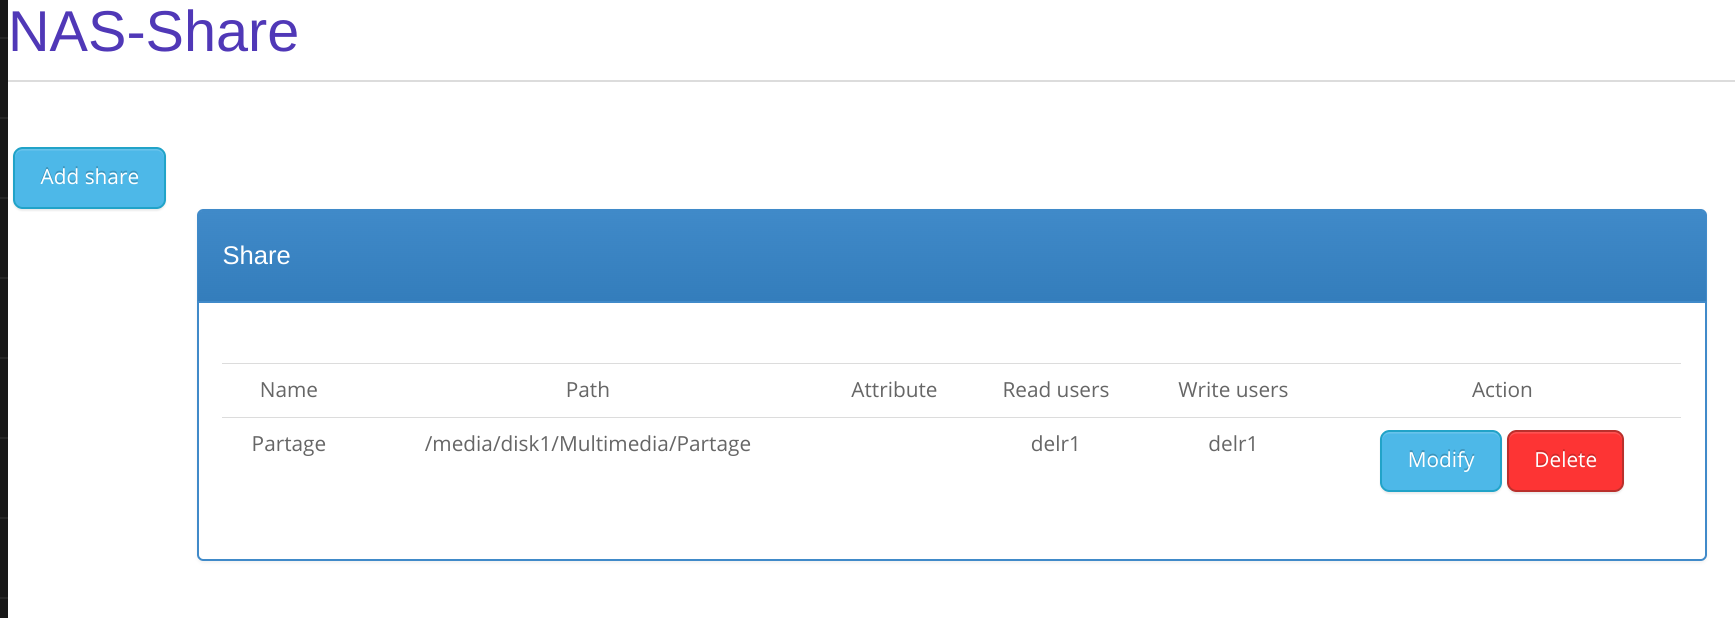 NAS-Share
Add share
Share
Name Path Attribute Read users Write users Action
Partage /media/disk1/Multimedia/Partage delr1 delr1 Modify Delete